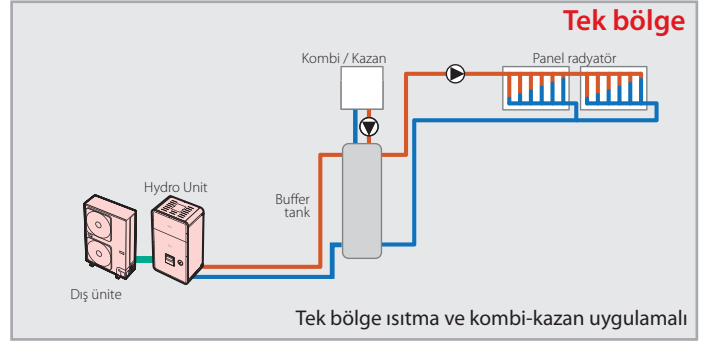 Tek bölge
Kombi / Kazan
Panel radyatör
Hydro Unit
Buffer
tank
Dış ünite
Tek bölge ısıtma ve kombi-kazan uygulamalı